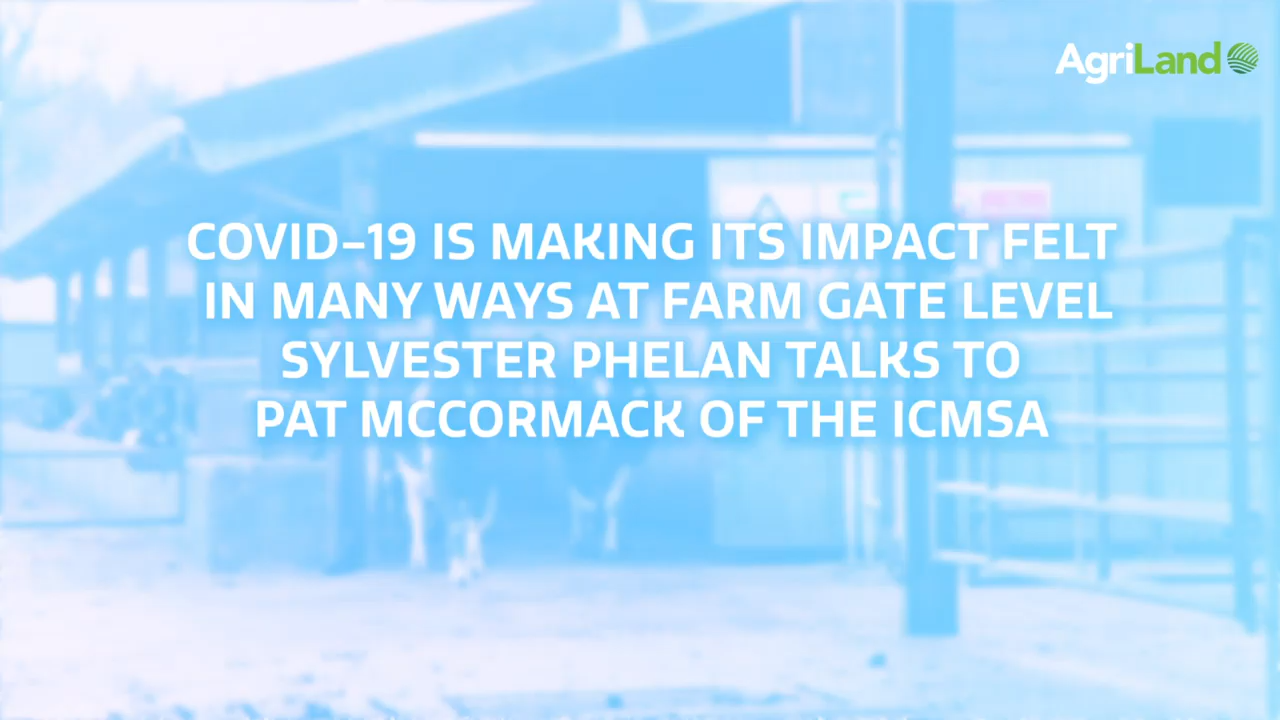 AgriLand
COVID-19 IS MAKING ITS IMPACT FELT
IN MANY WAYS AT FARM GATE LEVEL
SYLVESTER PHELAN TALKS TO
PAT MCCORMACK OF THE ICMSA